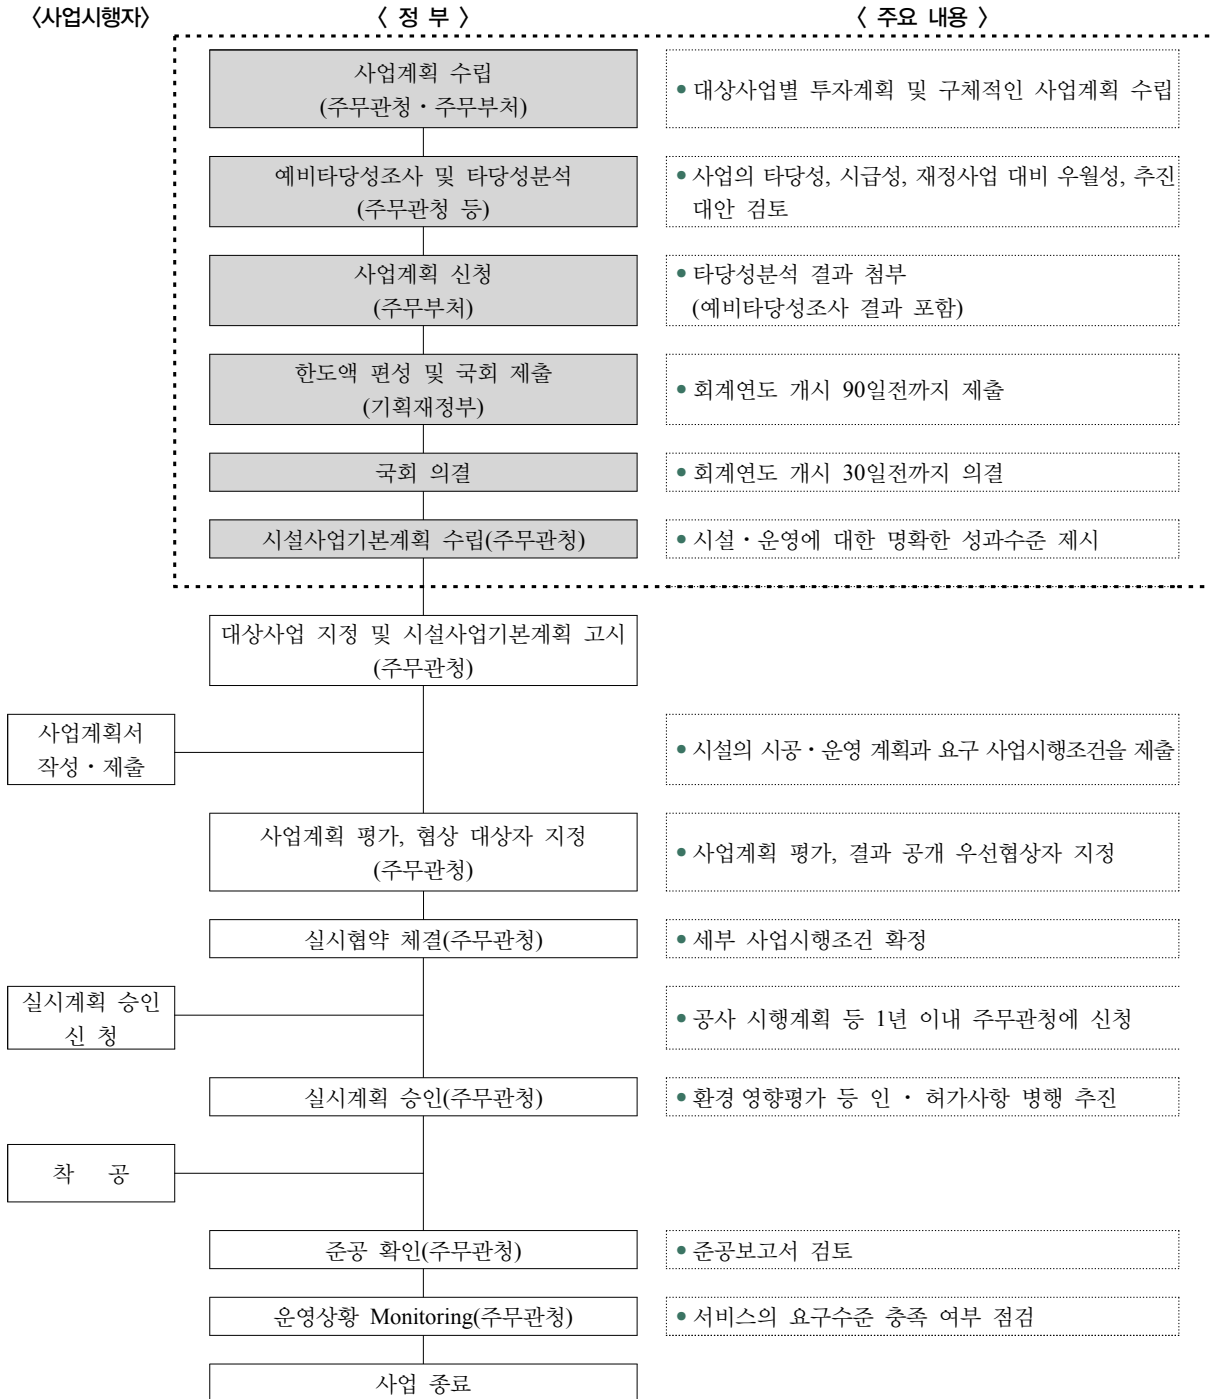 〈사업시행자〉
〈 정 부 〉
〈 주요 내용 〉
사업계획 수립
(주무관청・주무부처)
• 대상사업별 투자계획 및 구체적인 사업계획 수립
예비타당성조사 및 타당성분석
(주무관청 등)
• 사업의 타당성, 시급성, 재정사업 대비 우월성, 추진
대안 검토
사업계획 신청
(주무부처)
• 타당성분석 결과 첨부
(예비타당성조사 결과 포함)
한도액 편성 및 국회 제출
(기획재정부)
• 회계연도 개시 90일전까지 제출
국회 의결
• 회계연도 개시 30일전까지 의결
시설사업기본계획 수립(주무관청)
• 시설・운영에 대한 명확한 성과수준 제시
대상사업 지정 및 시설사업기본계획 고시
(주무관청)
사업계획서
작성・제출
• 시설의 시공・운영 계획과 요구 사업시행조건을 제출
사업계획 평가, 협상 대상자 지정
(주무관청)
• 사업계획 평가, 결과 공개 우선협상자 지정
실시협약 체결(주무관청)
• 세부 사업시행조건 확정
실시계획 승인
신 청
• 공사 시행계획 등 1년 이내 주무관청에 신청
실시계획 승인(주무관청)
• 환경 영향평가 등 인・허가사항 병행 추진
착 공
준공 확인(주무관청)
• 준공보고서 검토
운영상황 Monitoring(주무관청)
• 서비스의 요구수준 충족 여부 점검
사업 종료